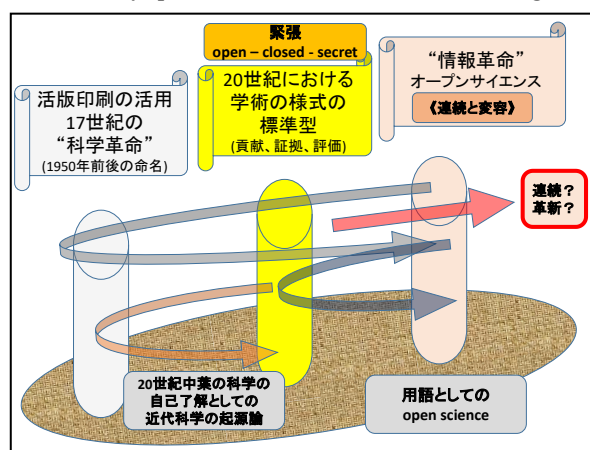 緊張
open – closed - secret
活版印刷の活用
17世紀の
“科学革命”
(1950年前後の命名)
20世紀における
学術の様式の
標準型
(貢献、証拠、評価)
“情報革命”
オープンサイエンス
《連続と変容》
連続？
革新？
20世紀中葉の科学の
自己了解としての
近代科学の起源論
用語としての
open science